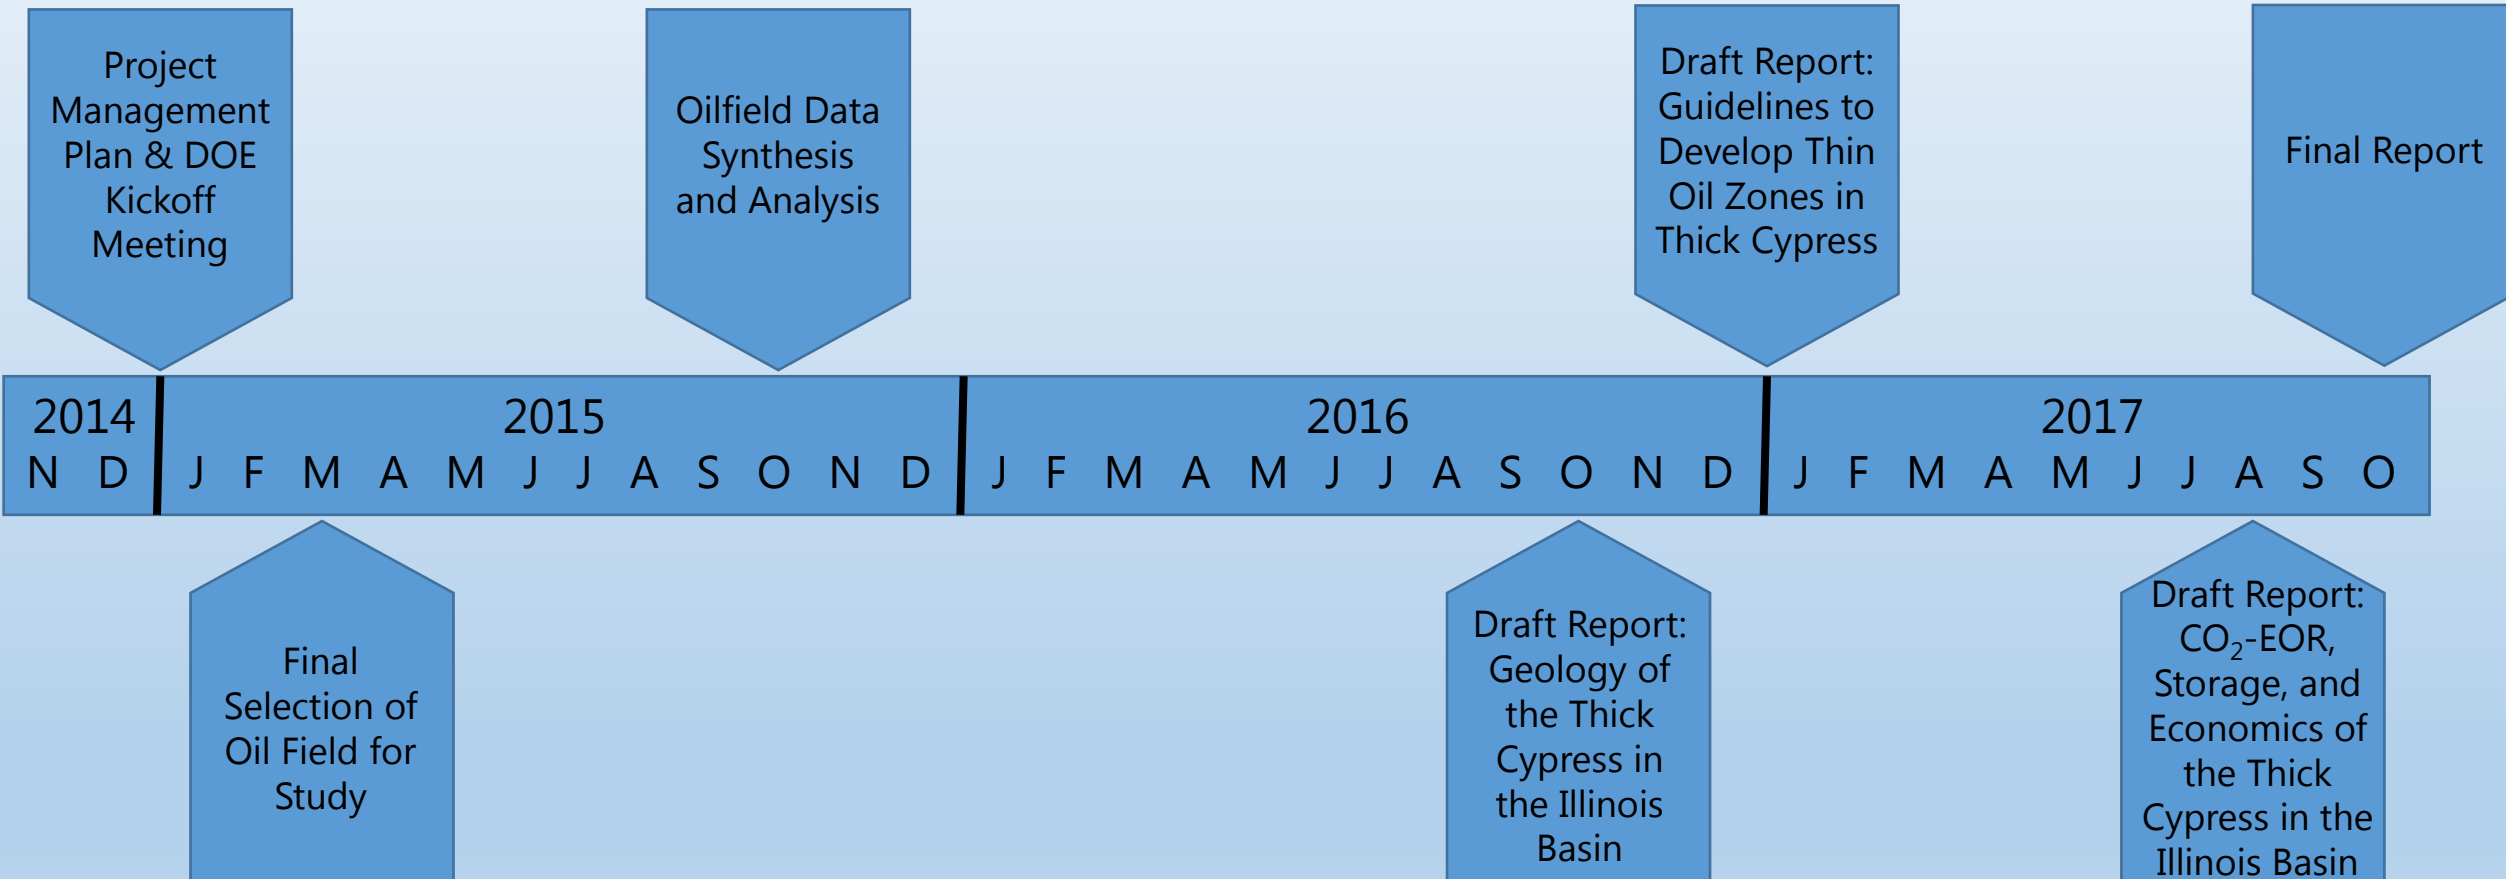 Project
Management
Plan & DOE
Kickoff
Meeting
Oilfield Data
Synthesis
and Analysis
Draft Report:
Guidelines to
Develop Thin
Oil Zones in
Thick Cypress
Final Report
2014 2015 2016 2017
N D J F M A M J J A S O N D J F M A M J J A S O N D J F M A M J J A S O
Final
Selection of
Oil Field for
Study
Draft Report:
Geology of
the Thick
Cypress in
the Illinois
Basin
Draft Report:
CO₂-EOR,
Storage, and
Economics of
the Thick
Cypress in the
Illinois Basin